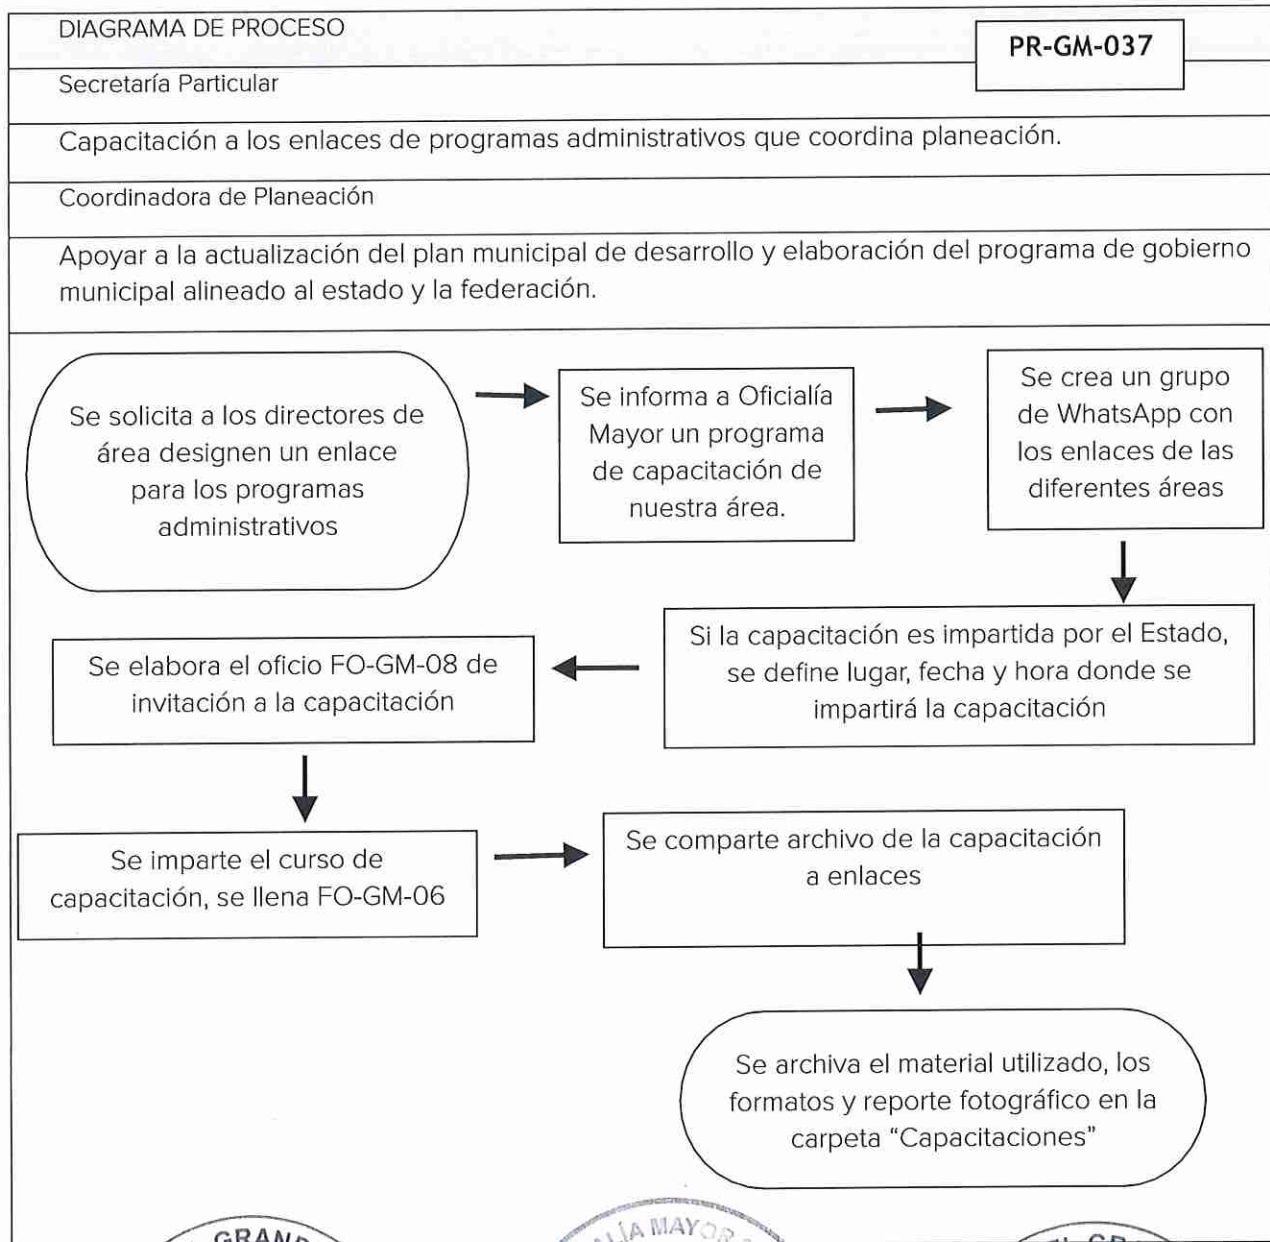 DIAGRAMA DE PROCESO
PR-GM-037
Secretaría Particular
Capacitación a los enlaces de programas administrativos que coordina planeación.
Coordinadora de Planeación
Apoyar a la actualización del plan municipal de desarrollo y elaboración del programa de gobierno
municipal alineado al estado y la federación.
Se solicita a los directores de
área designen un enlace
para los programas
administrativos
Se informa a Oficialía
Mayor un programa
de capacitación de
nuestra área.
Se crea un grupo
de WhatsApp con
los enlaces de las
diferentes áreas
Si la capacitación es impartida por el Estado,
se define lugar, fecha y hora donde se
impartirá la capacitación
Se elabora el oficio FO-GM-08 de
invitación a la capacitación
Se imparte el curso de
capacitación, se llena FO-GM-06
Se comparte archivo de la capacitación
a enlaces
Se archiva el material utilizado, los
formatos y reporte fotográfico en la
carpeta “Capacitaciones”
MAYOR